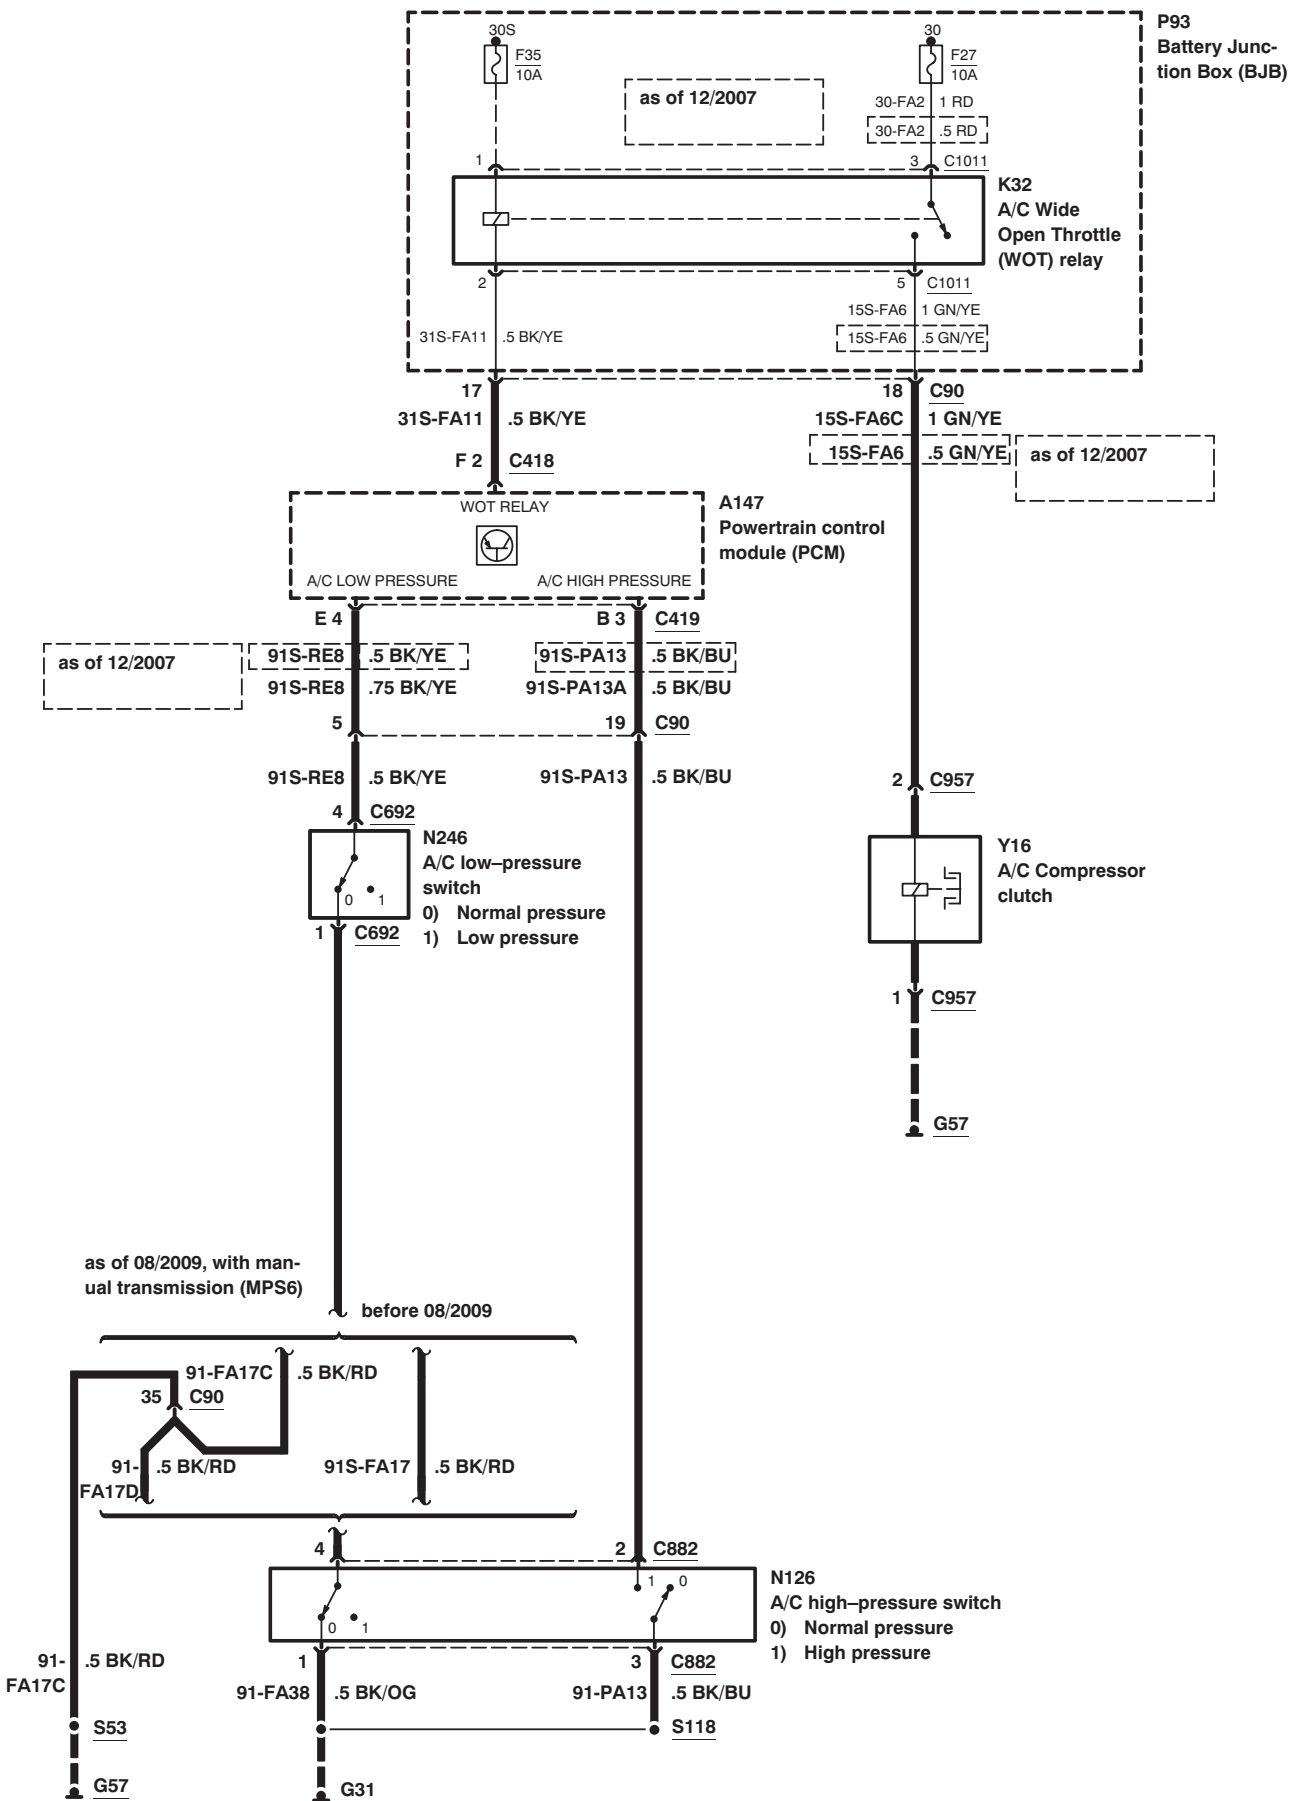 P93
Battery Junc-
tion Box (BJB)
30S
30
F35
10A
F27
10A
as of 12/2007
30-FA2 1 RD
30-FA2 .5 RD
1
3 C1011
K32
A/C Wide
Open Throttle
(WOT) relay
2
5 C1011
15S-FA6 1 GN/YE
31S-FA11 .5 BK/YE
15S-FA6 .5 GN/YE
17
18 C90
31S-FA11 .5 BK/YE
15S-FA6C 1 GN/YE
15S-FA6 .5 GN/YE
as of 12/2007
F 2 C418
WOT RELAY
A147
Powertrain control
module (PCM)
A/C LOW PRESSURE
A/C HIGH PRESSURE
E 4
B 3 C419
as of 12/2007
91S-RE8 .5 BK/YE
91S-PA13 .5 BK/BU
91S-RE8 .75 BK/YE
91S-PA13A .5 BK/BU
5
19 C90
91S-RE8 .5 BK/YE
91S-PA13 .5 BK/BU
2 C957
4 C692
N246
A/C low–pressure
switch
0) Normal pressure
1) Low pressure
0 1
1 C692
Y16
A/C Compressor
clutch
1 C957
G57
as of 08/2009, with man-
ual transmission (MPS6)
before 08/2009
91-FA17C .5 BK/RD
35 C90
91-
FA17D
.5 BK/RD
91S-FA17 .5 BK/RD
4
2 C882
1 0
0 1
N126
A/C high–pressure switch
0) Normal pressure
1) High pressure
91-
FA17C
.5 BK/RD
1
3 C882
91-FA38 .5 BK/OG
91-PA13 .5 BK/BU
S53
S118
G57
G31